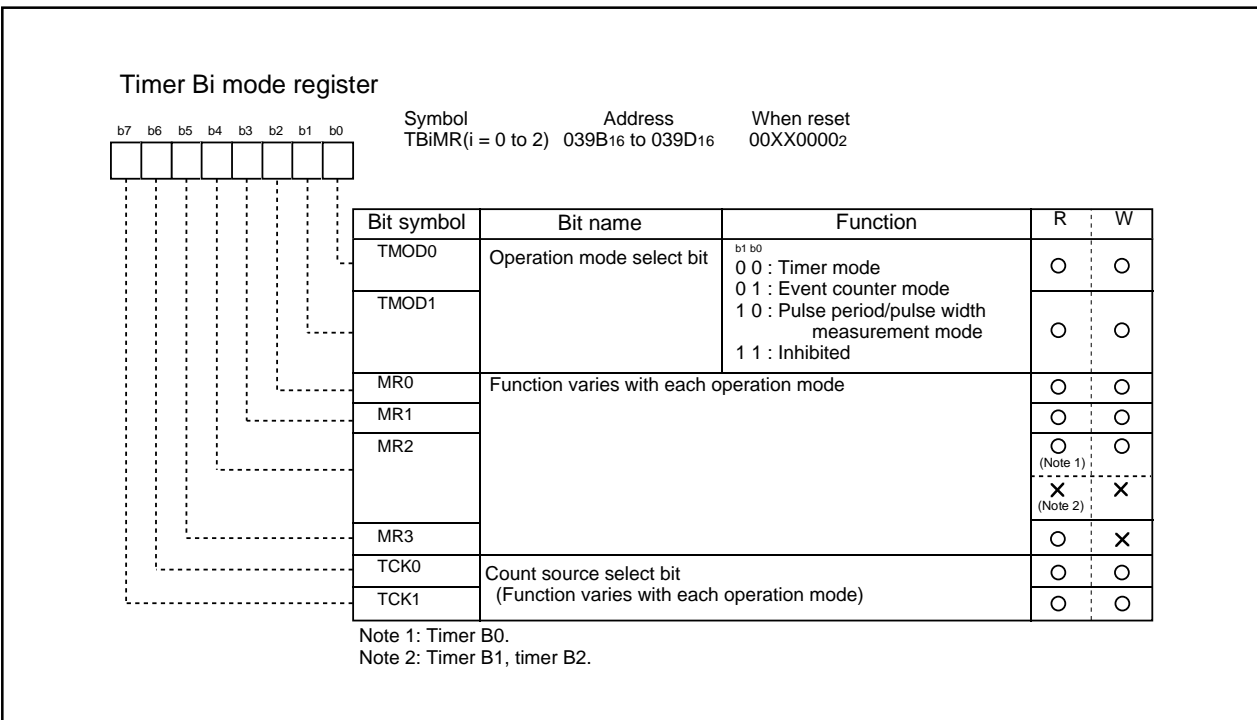 Timer Bi mode register
Symbol Address When reset
TBiMR(i = 0 to 2) 039B16 to 039D16 00XX00002
b7 b6 b5 b4 b3 b2 b1 b0
Bit symbol Bit name Function R W
TMOD0 Operation mode select bit b1 b0
0 0 : Timer mode
0 1 : Event counter mode
TMOD1 1 0 : Pulse period/pulse width
measurement mode
1 1 : Inhibited
MR0 Function varies with each operation mode
MR1
MR2
(Note 1)
(Note 2)
MR3
TCK0 Count source select bit
TCK1 (Function varies with each operation mode)
Note 1: Timer B0.
Note 2: Timer B1, timer B2.